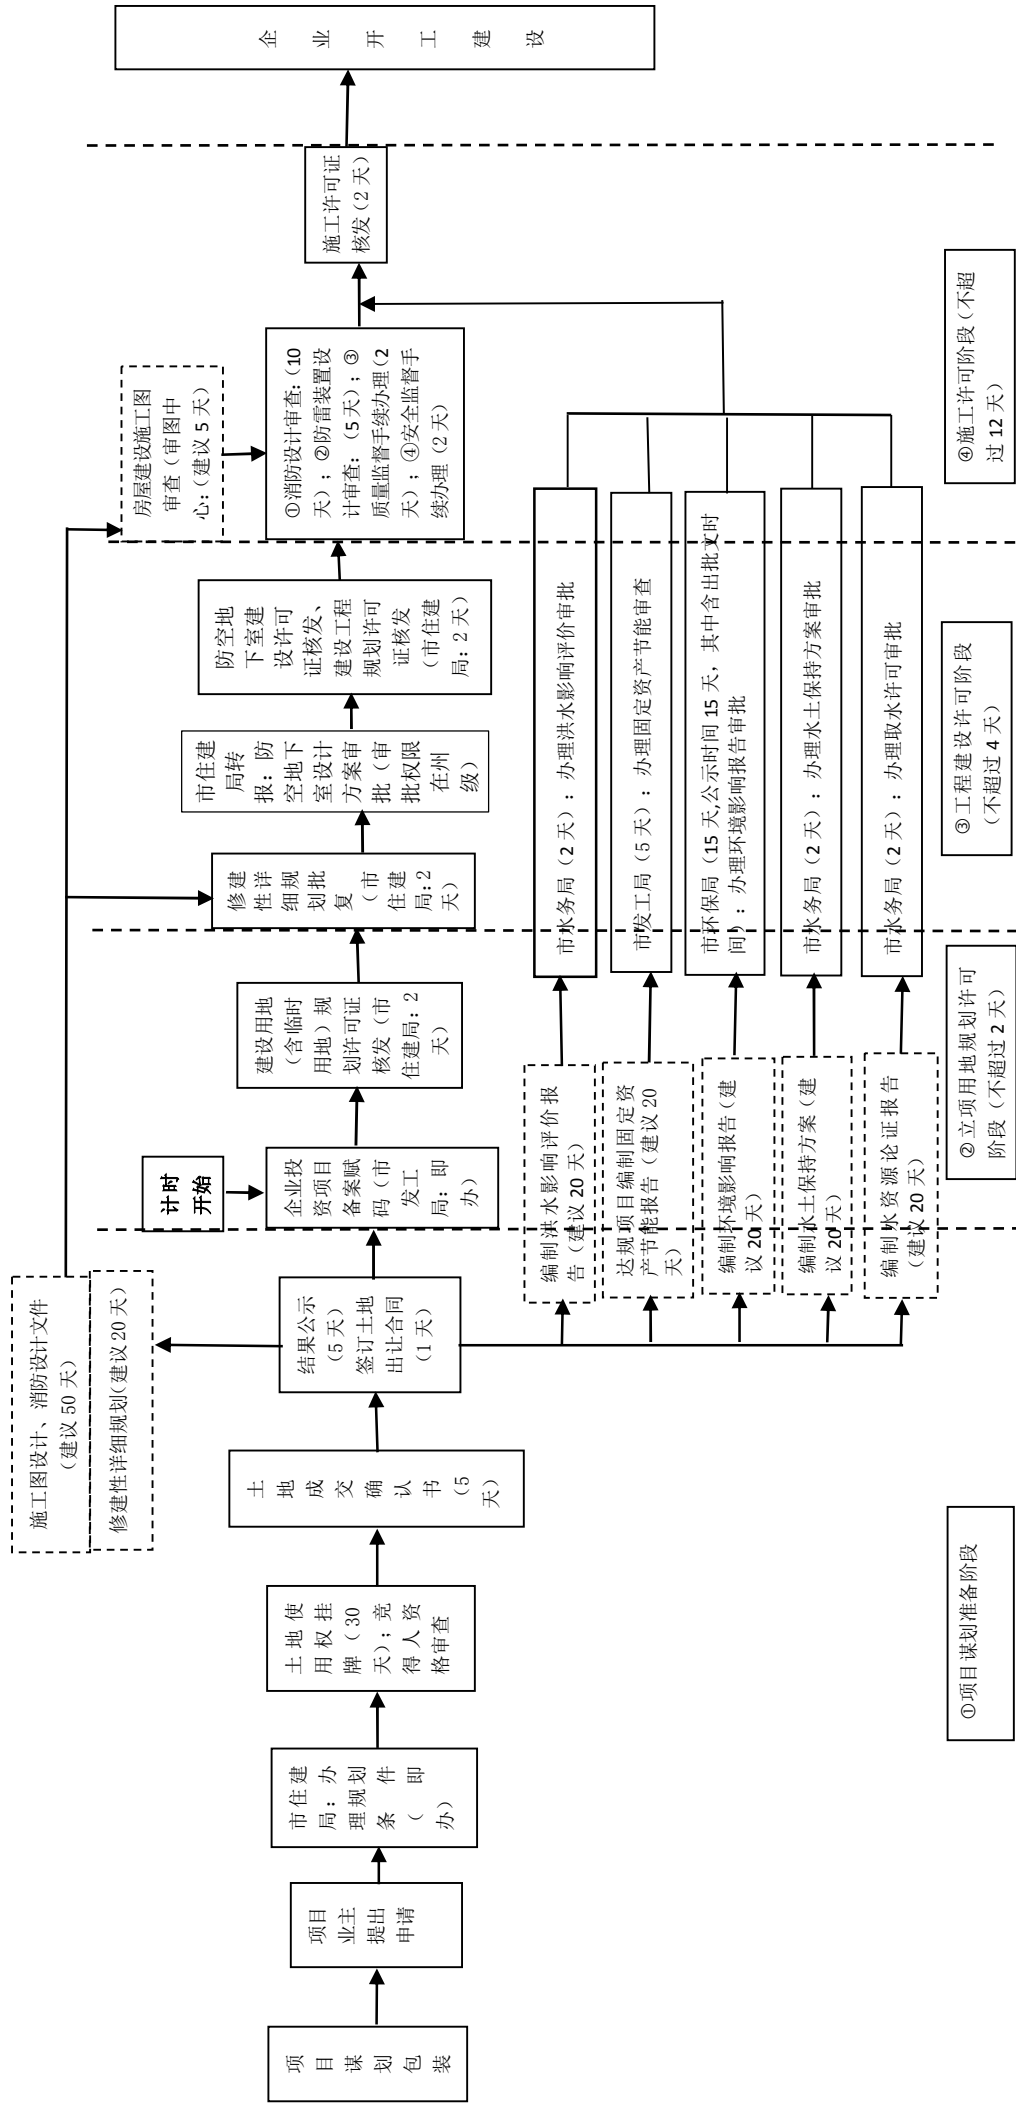 施工图设计、消防设计文件
（建议 50 天）
修建性详细规划(建议 20 天）
房屋建设施工图
审查（审图中
心:（建议 5 天）
计时
开始
项目谋划包装
项目
业主
提出
申请
市住建
局：办
理规划
条件
（即
办）
土地使
用权挂
牌（30
天)；竞
得人资
格审查
土地成交确认书（5
天）
结果公示
（5 天）
签订土地
出让合同
（1 天）
企业投
资项目
备案赋
码（市
发工
局：即
办）
建设用地
（含临时
用地）规
划许可证
核发（市
住建局：2
天）
修建
性详
细规
划批
复（市
住建
局:2
天）
市住建
局转
报：防
空地下
室设计
方案审
批（审
批权限
在州
级）
防空地
下室建
设许可
证核发、
建设工程
规划许可
证核发
（市住建
局：2 天）
①消防设计审查:（10
天）；②防雷装置设
计审查：（5 天）；③
质量监督手续办理（2
天）；④安全监督手
续办理（2 天）
施工许可证
核发（2 天）
企业开工建设
编制洪水影响评价报
告（建议 20 天）
市水务局（2 天）：办理洪水影响评价审批
达规项目编制固定资
产节能报告（建议 20
天）
市发工局（5 天）：办理固定资产节能审查
编制环境影响报告（建
议 20 天）
市环保局（15 天,公示时间 15 天，其中含出批文时
间）：办理环境影响报告审批
编制水土保持方案（建
议 20 天）
市水务局（2 天）：办理水土保持方案审批
编制水资源论证报告
（建议 20 天）
市水务局（2 天）：办理取水许可审批
①项目谋划准备阶段
②立项用地规划许可
阶段（不超过 2 天）
③工程建设许可阶段
（不超过 4 天）
④施工许可阶段（不超
过 12 天）